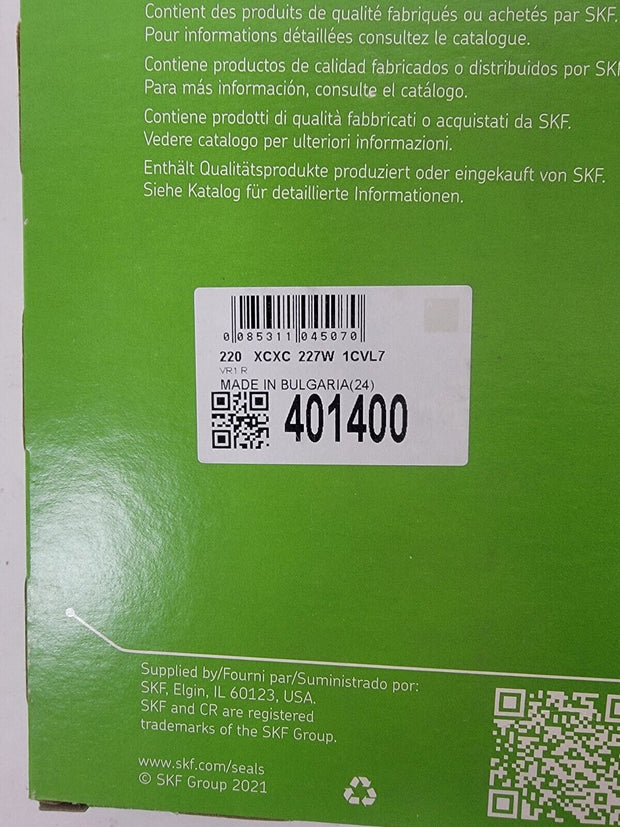 Contient des produits de qualité fabriqués ou achetés par SKF.
Pour informations détaillées consultez le catalogue.
Contiene productos de calidad fabricados o distribuidos por SKF
Para más información, consulte el catálogo.
Contiene prodotti di qualità fabbricati o acquistati da SKF.
Vedere catalogo per ulteriori informazioni.
Enthält Qualitätsprodukte produziert oder eingekauft von SKF.
Siehe Katalog für detaillierte Informationen.
0 085311 045070
220 XCXC 227W 1CVL7
VR1 R
MADE IN BULGARIA(24)
401400
Supplied by/Fourni par/Suministrado por:
SKF, Elgin, IL 60123, USA.
SKF and CR are registered
trademarks of the SKF Group.
www.skf.com/seals
© SKF Group 2021